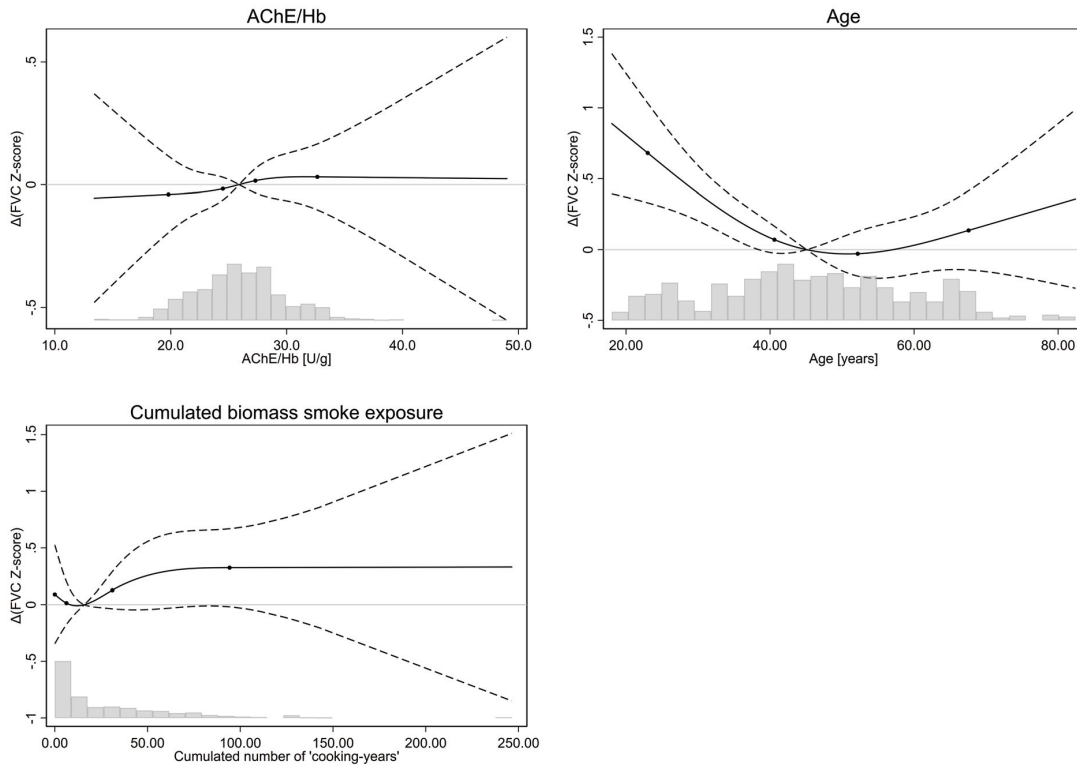 AChE/Hb
Δ(FVC Z-score)
.5
0
-.5
10.0 20.0 30.0 40.0 50.0
AChE/Hb [U/g]
Age
Δ(FVC Z-score)
1.5
1
.5
0
-.5
20.00 40.00 60.00 80.00
Age [years]
Cumulated biomass smoke exposure
Δ(FVC Z-score)
1.5
1
.5
0
-.5
-1
0.00 50.00 100.00 150.00 200.00 250.00
Cumulated number of 'cooking-years'